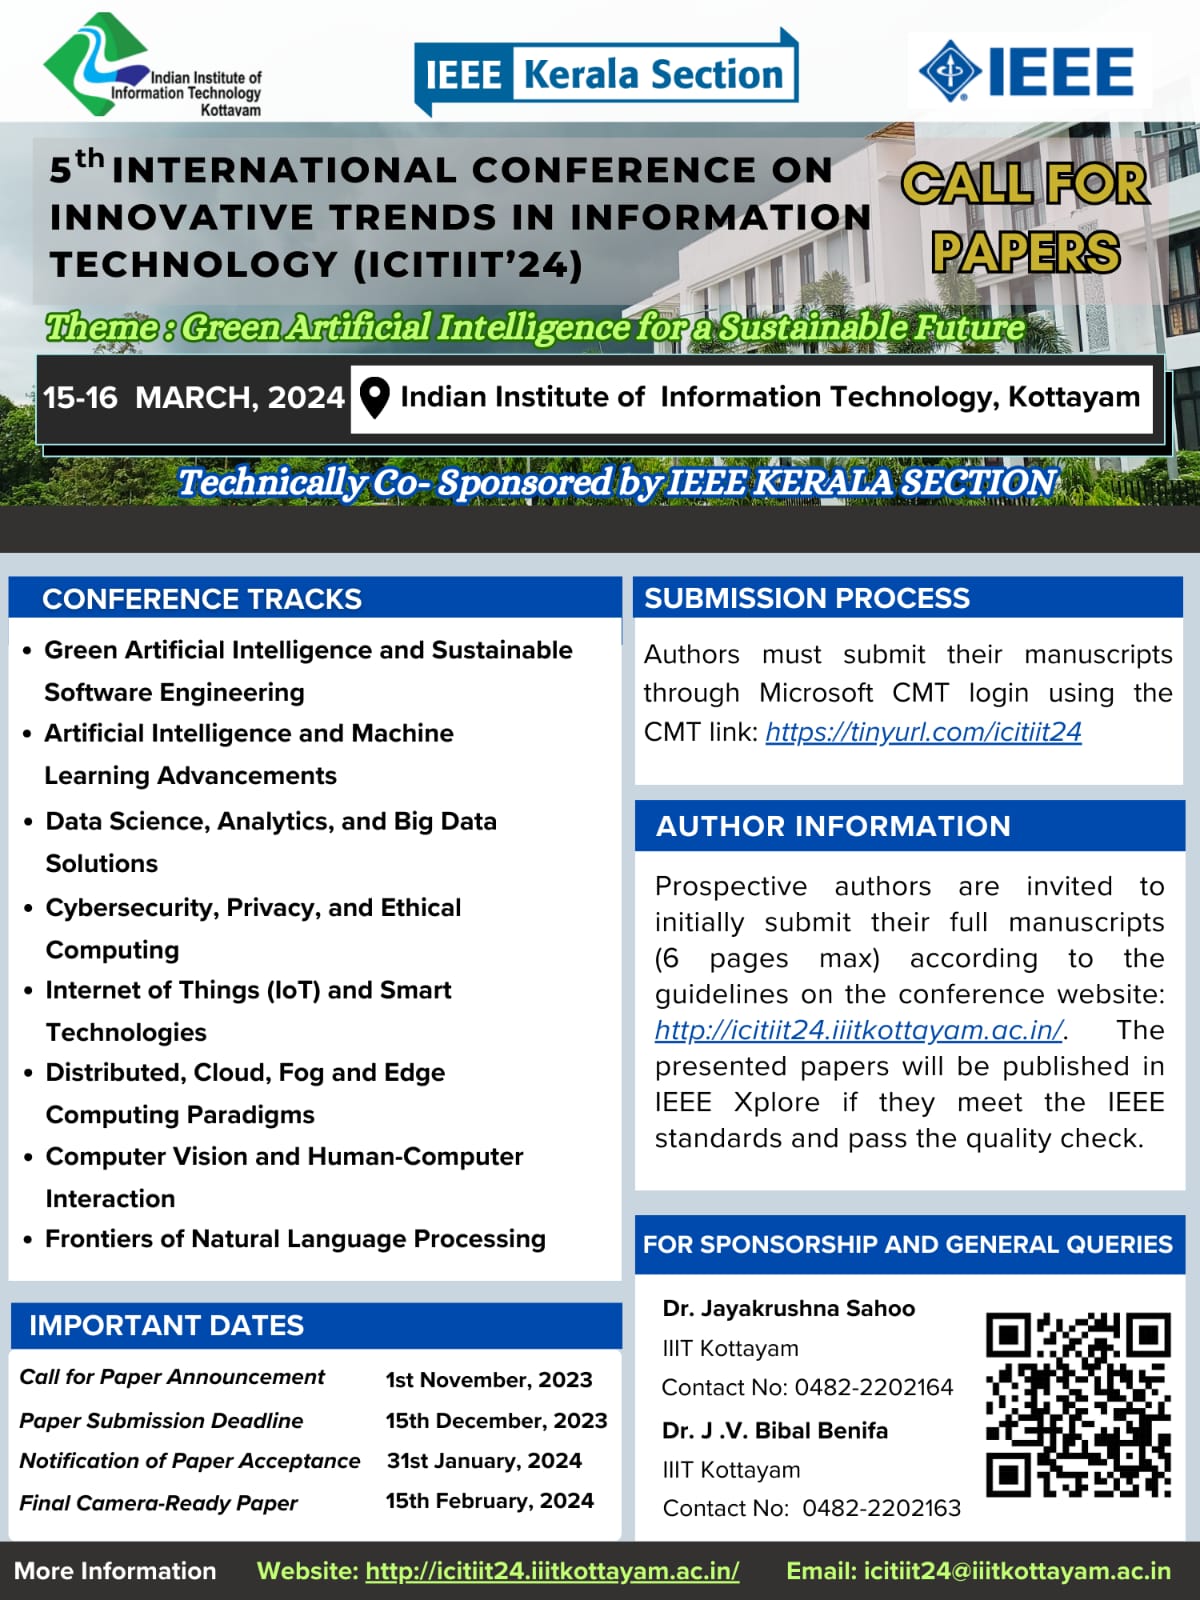 Indian Institute of
Information Technology
Kottayam
IEEE Kerala Section
IEEE
5th INTERNATIONAL CONFERENCE ON
INNOVATIVE TRENDS IN INFORMATION
TECHNOLOGY (ICITIIT'24)
CALL FOR
PAPERS
Theme : Green Artificial Intelligence for a Sustainable Future
15-16 MARCH, 2024
Indian Institute of Information Technology, Kottayam
Technically Co- Sponsored by IEEE KERALA SECTION
CONFERENCE TRACKS
• Green Artificial Intelligence and Sustainable
Software Engineering
• Artificial Intelligence and Machine
Learning Advancements
• Data Science, Analytics, and Big Data
Solutions
• Cybersecurity, Privacy, and Ethical
Computing
• Internet of Things (IoT) and Smart
Technologies
• Distributed, Cloud, Fog and Edge
Computing Paradigms
• Computer Vision and Human-Computer
Interaction
• Frontiers of Natural Language Processing
IMPORTANT DATES
Call for Paper Announcement 1st November, 2023
Paper Submission Deadline 15th December, 2023
Notification of Paper Acceptance 31st January, 2024
Final Camera-Ready Paper 15th February, 2024
SUBMISSION PROCESS
Authors must submit their manuscripts
through Microsoft CMT login using the
CMT link: https://tinyurl.com/icitiit24
AUTHOR INFORMATION
Prospective authors are invited to
initially submit their full manuscripts
(6 pages max) according to the
guidelines on the conference website:
http://icitiit24.iiitkottayam.ac.in/. The
presented papers will be published in
IEEE Xplore if they meet the IEEE
standards and pass the quality check.
FOR SPONSORSHIP AND GENERAL QUERIES
Dr. Jayakrushna Sahoo
IIIT Kottayam
Contact No: 0482-2202164
Dr. J .V. Bibal Benifa
IIIT Kottayam
Contact No: 0482-2202163
More Information Website: http://icitiit24.iiitkottayam.ac.in/ Email: icitiit24@iiitkottayam.ac.in